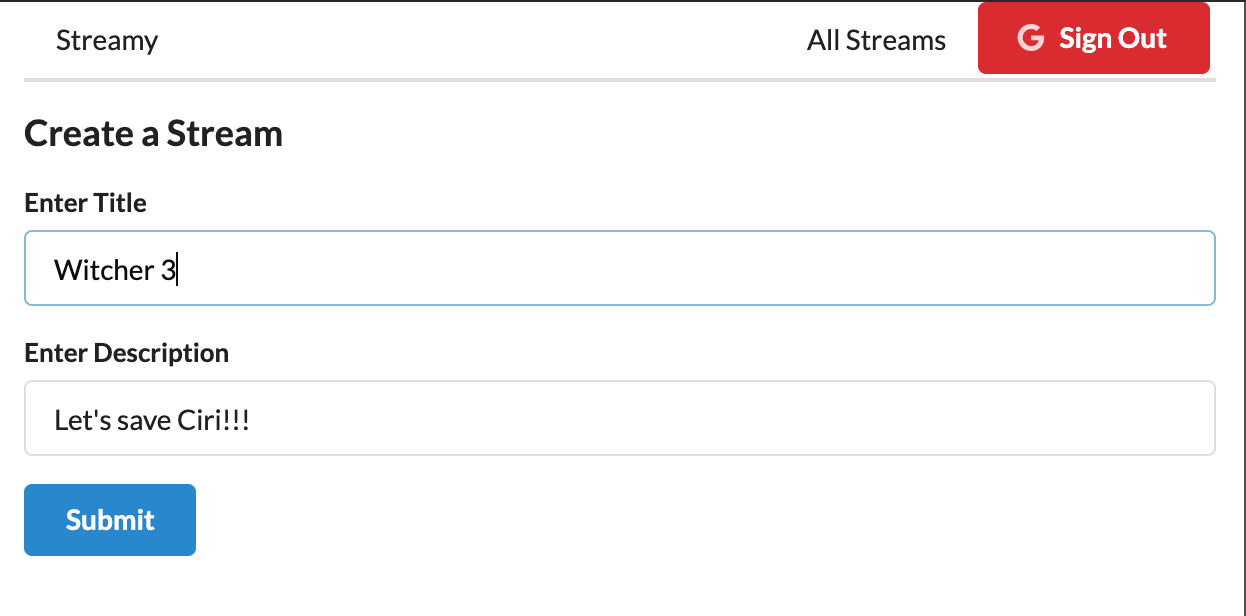 Streamy All Streams G Sign Out
Create a Stream
Enter Title
Witcher 3
Enter Description
Let's save Ciri!!!
Submit